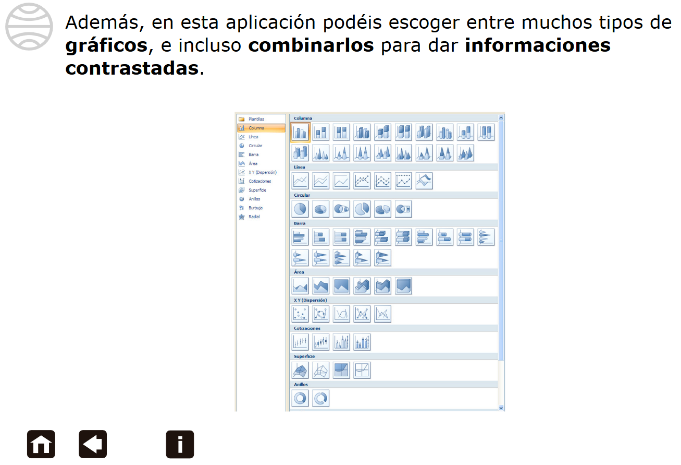 Además, en esta aplicación podéis escoger entre muchos tipos de
gráficos, e incluso combinarlos para dar informaciones
contrastadas.
Plantillas
Columna
Línea
Circular
Barra
Área
X Y (Dispersión)
Cotizaciones
Superficie
Anillos
Burbuja
Radial
Columna
Línea
Circular
Barra
Área
X Y (Dispersión)
Cotizaciones
Superficie
Anillos